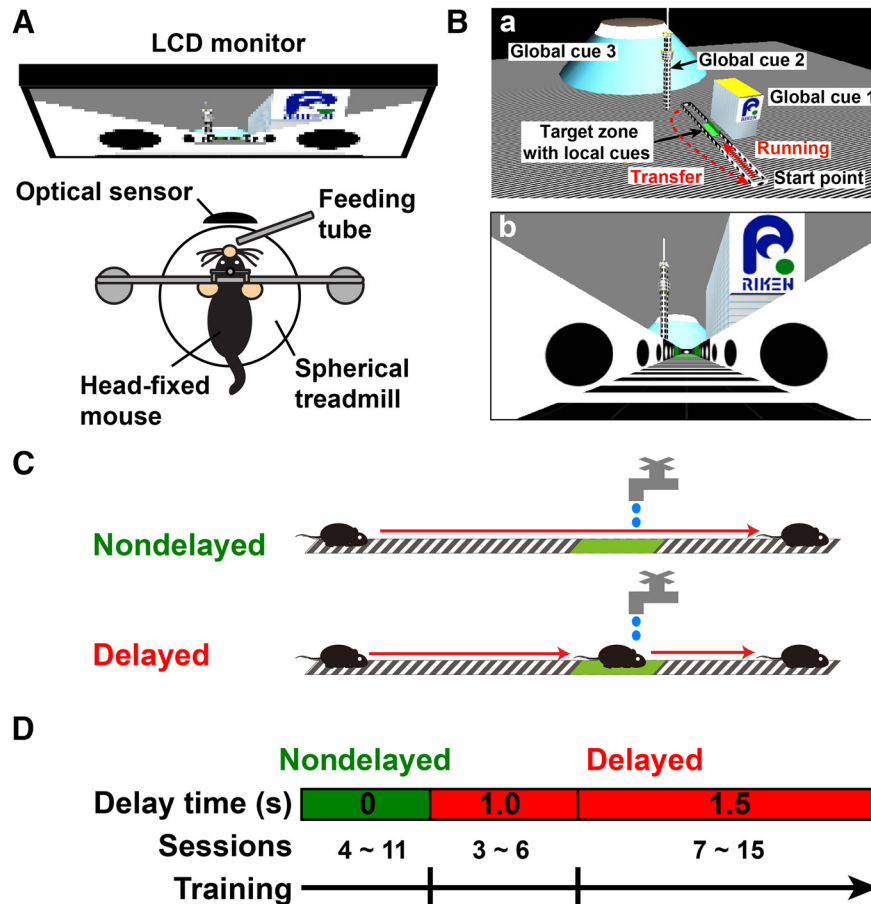 A
LCD monitor
Optical sensor
Feeding
tube
Head-fixed
mouse
Spherical
treadmill
B
a
Global cue 3
Global cue 2
Global cue 1
Target zone
with local cues
Running
Transfer
Start point
b
RIKEN
C
Nondelayed
Delayed
D
Nondelayed Delayed
Delay time (s) 0 1.0 1.5
Sessions 4 ~ 11 3 ~ 6 7 ~ 15
Training